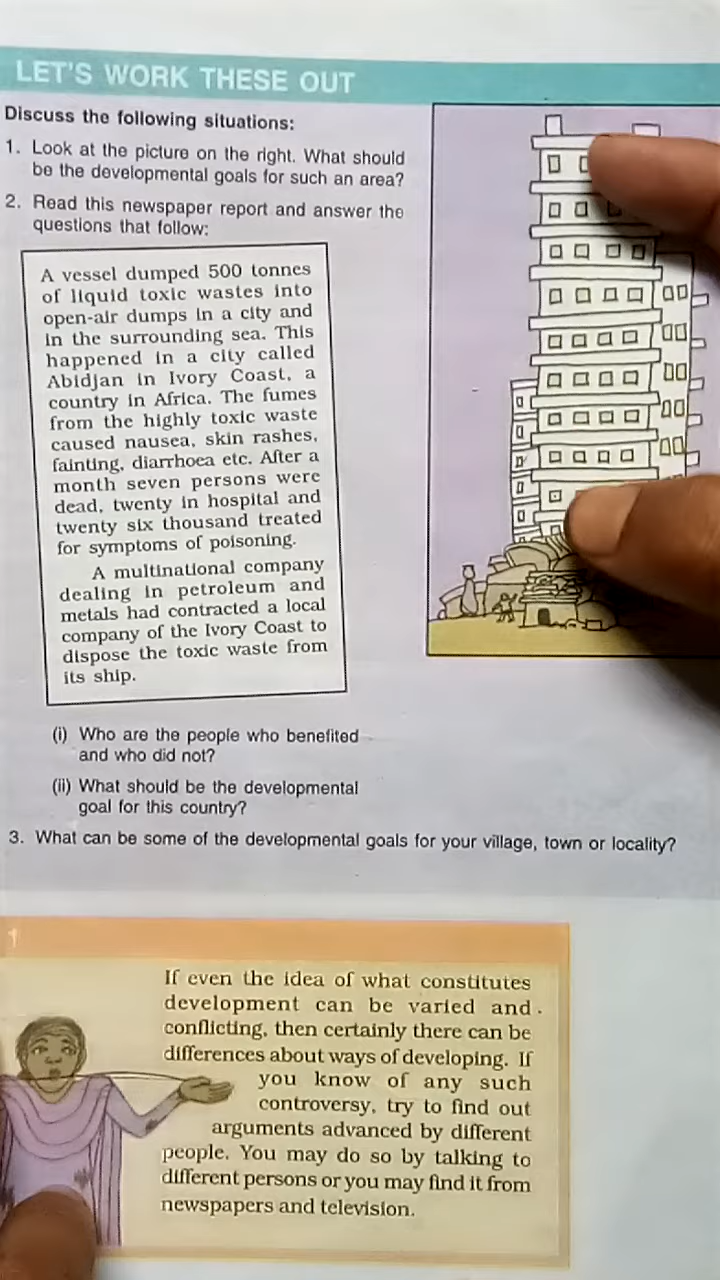 LET'S WORK THESE OUT
Discuss the following situations:
1. Look at the picture on the right. What should
be the developmental goals for such an area?
2. Read this newspaper report and answer the
questions that follow:
A vessel dumped 500 tonnes
of liquid toxic wastes into
open-air dumps in a city and
in the surrounding sea. This
happened in a city called
Abidjan in Ivory Coast, a
country in Africa. The fumes
from the highly toxic waste
caused nausea, skin rashes,
fainting, diarrhoea etc. After a
month seven persons were
dead, twenty in hospital and
twenty six thousand treated
for symptoms of poisoning.
A multinational company
dealing in petroleum and
metals had contracted a local
company of the Ivory Coast to
dispose the toxic waste from
its ship.
(i) Who are the people who benefited
and who did not?
(ii) What should be the developmental
goal for this country?
3. What can be some of the developmental goals for your village, town or locality?
If even the idea of what constitutes
development can be varied and
conflicting, then certainly there can be
differences about ways of developing. If
you know of any such
controversy, try to find out
arguments advanced by different
people. You may do so by talking to
different persons or you may find it from
newspapers and television.